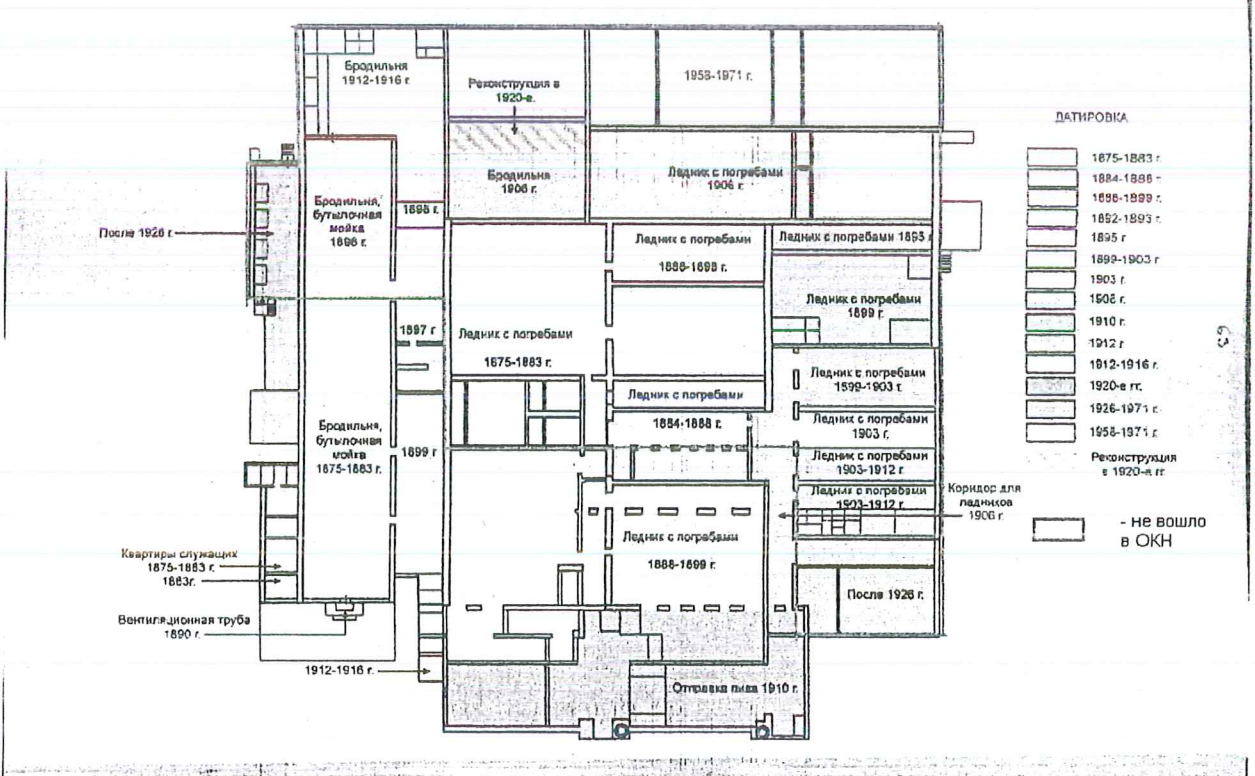 Бродильня
1912-1916 г.
Реконструкция в
1920-е.
1958-1971 г.
Бродильня
1906 г.
Ледник с погребами
1906 г.
Бродильня,
бутылочная
мойка
1896 г.
1895 г.
После 1926 г.
Ледник с погребами
1888-1898 г.
Ледник с погребами 1893 г
Ледник с погребами
1899 г.
1897 г
Ледник с погребами
1875-1883 г.
Ледник с погребами
1899-1903 г.
Ледник с погребами
1884-1888 г.
Ледник с погребами
1903 г.
Бродильня,
бутылочная
мойка
1875-1883 г.
1899 г
Ледник с погребами
1903-1912 г.
Ледник с погребами
1903-1912 г.
Коридор для
ледников
1906 г.
Ледник с погребами
1888-1899 г.
Квартиры служащих
1875-1883 г.
1883г.
После 1926 г.
Вентиляционная труба
1890 г.
1912-1916 г.
Отправка пива 1910 г.
ДАТИРОВКА
1875-1883 г.
1884-1888 г
1888-1899 г.
1892-1893 г.
1895 г
1899-1903 г
1903 г.
1906 г.
1910 г.
1912 г
1912-1916 г.
1920-е гг.
1926-1971 г.
1958-1971 г.
Реконструкция
в 1920-е гг.
- не вошло
в ОКН
63